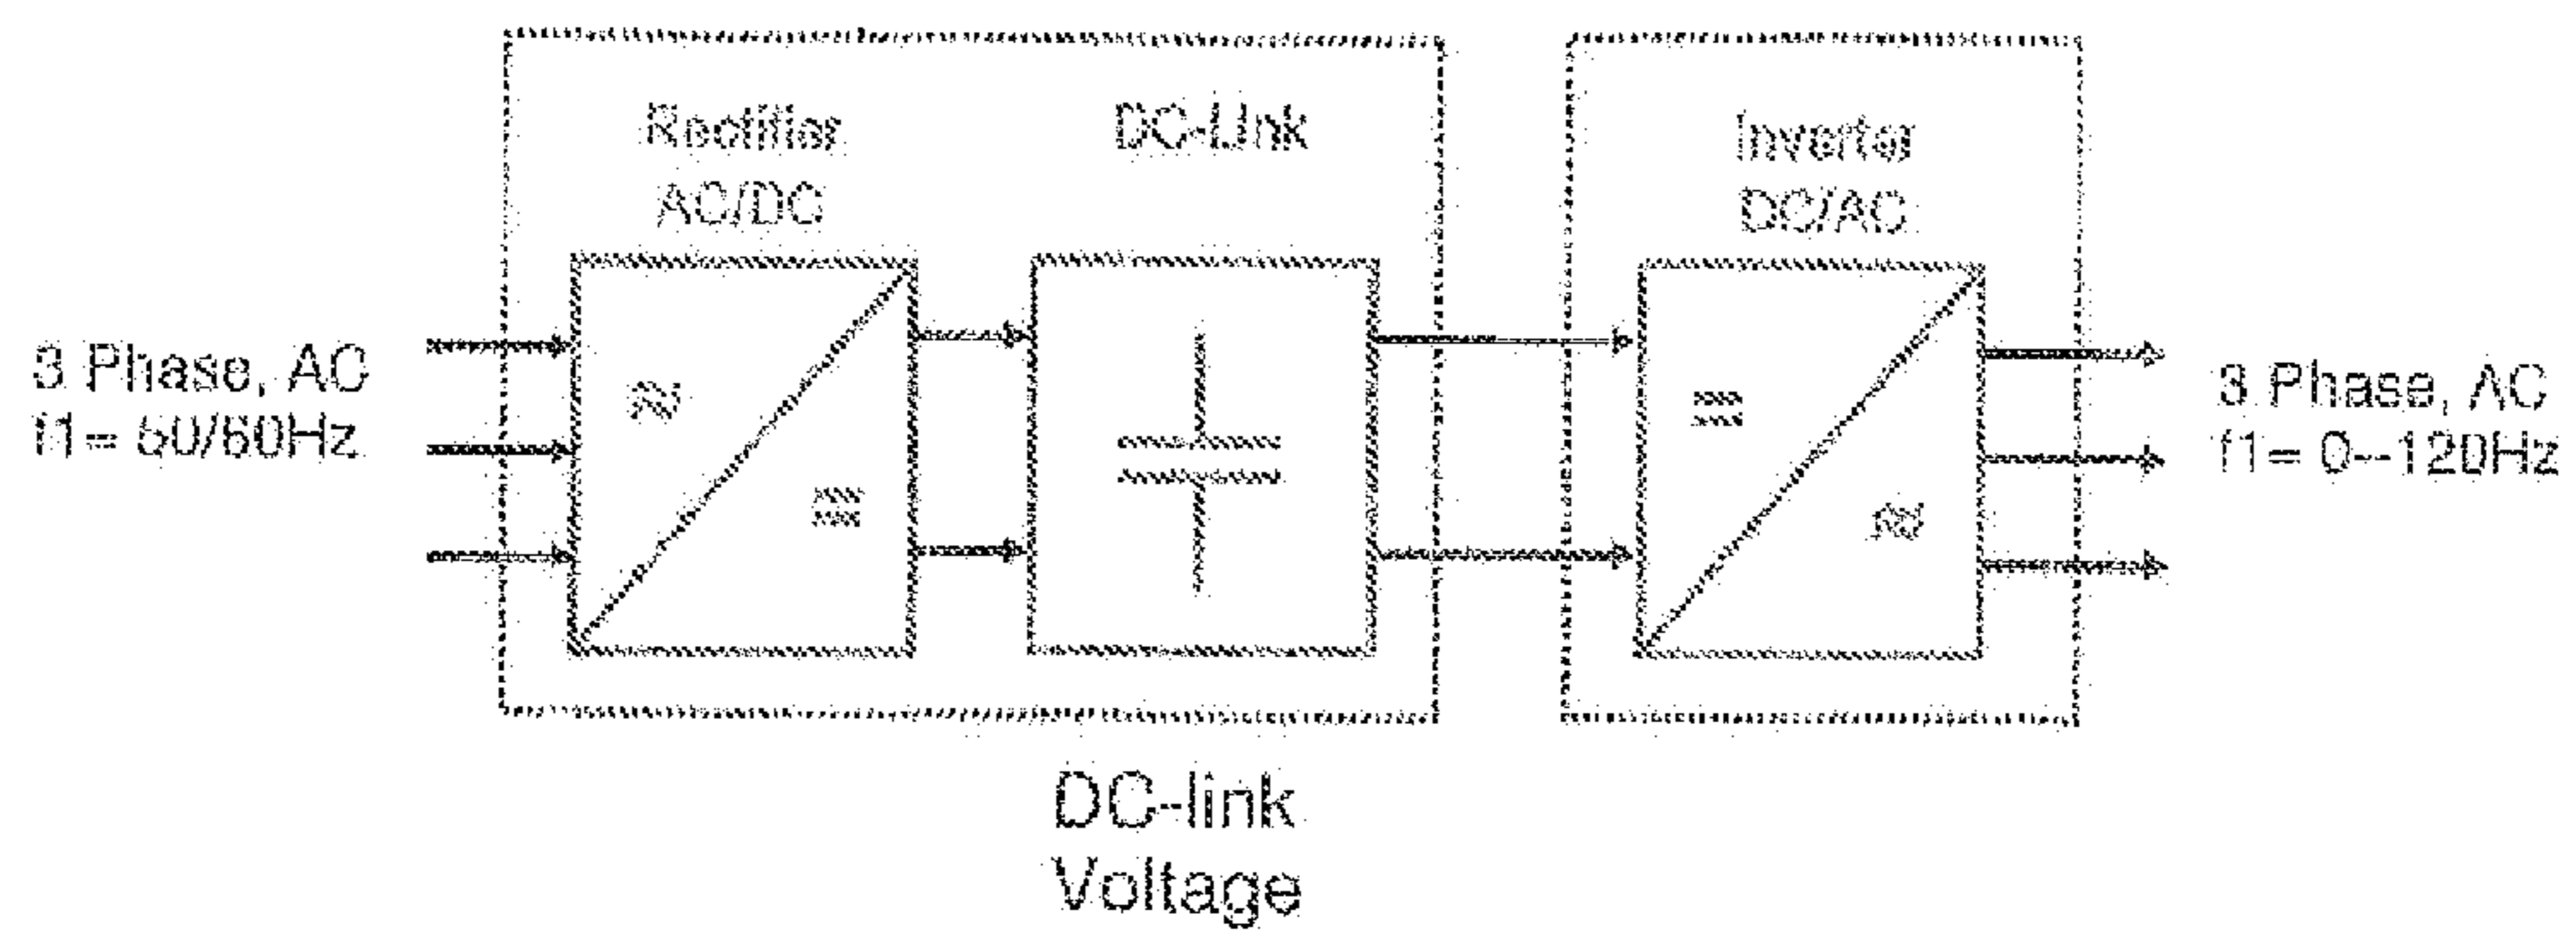 Rectifier
AC/DC
DC-Link
Inverter
DC/AC
3 Phase, AC
f1= 50/60Hz
3 Phase, AC
f1= 0--120Hz
DC-link
Voltage